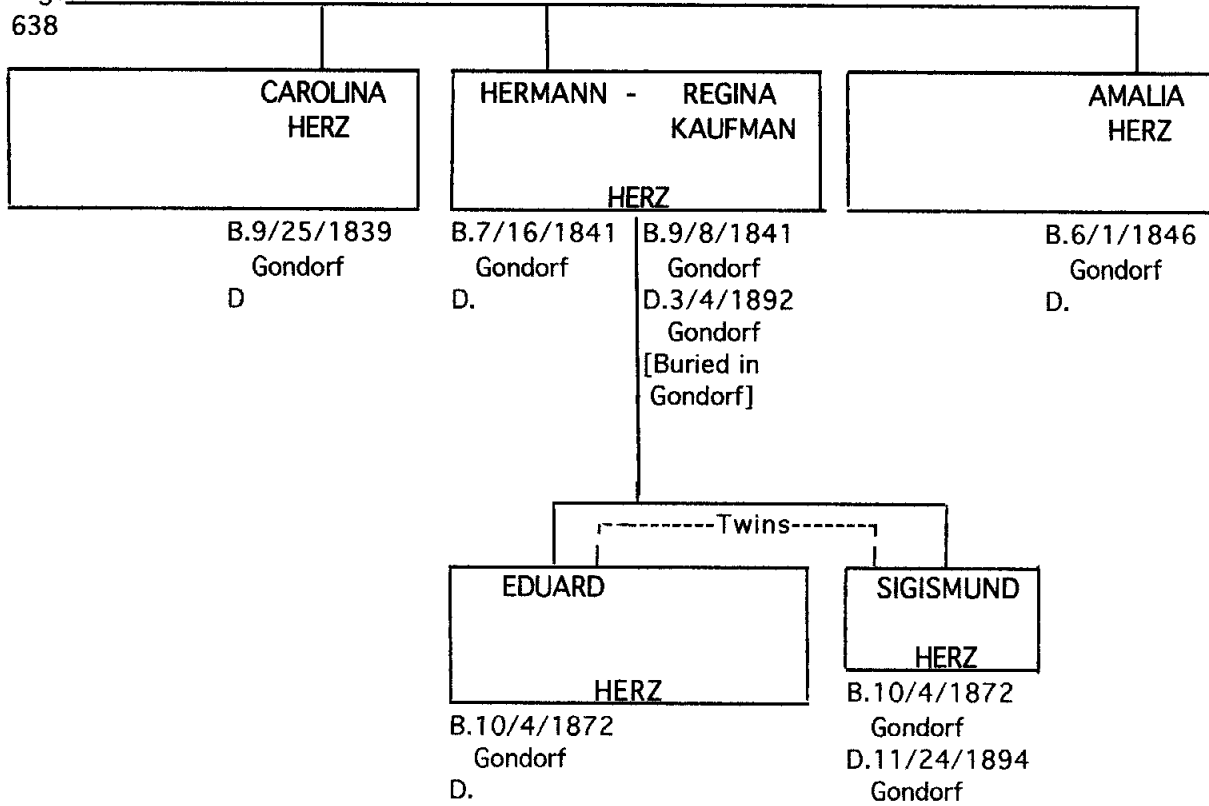 638
CAROLINA
HERZ
B.9/25/1839
Gondorf
D
HERMANN - REGINA
KAUFMAN
HERZ
B.7/16/1841
Gondorf
D.
B.9/8/1841
Gondorf
D.3/4/1892
Gondorf
[Buried in
Gondorf]
AMALIA
HERZ
B.6/1/1846
Gondorf
D.
Twins
EDUARD
HERZ
B.10/4/1872
Gondorf
D.
SIGISMUND
HERZ
B.10/4/1872
Gondorf
D.11/24/1894
Gondorf